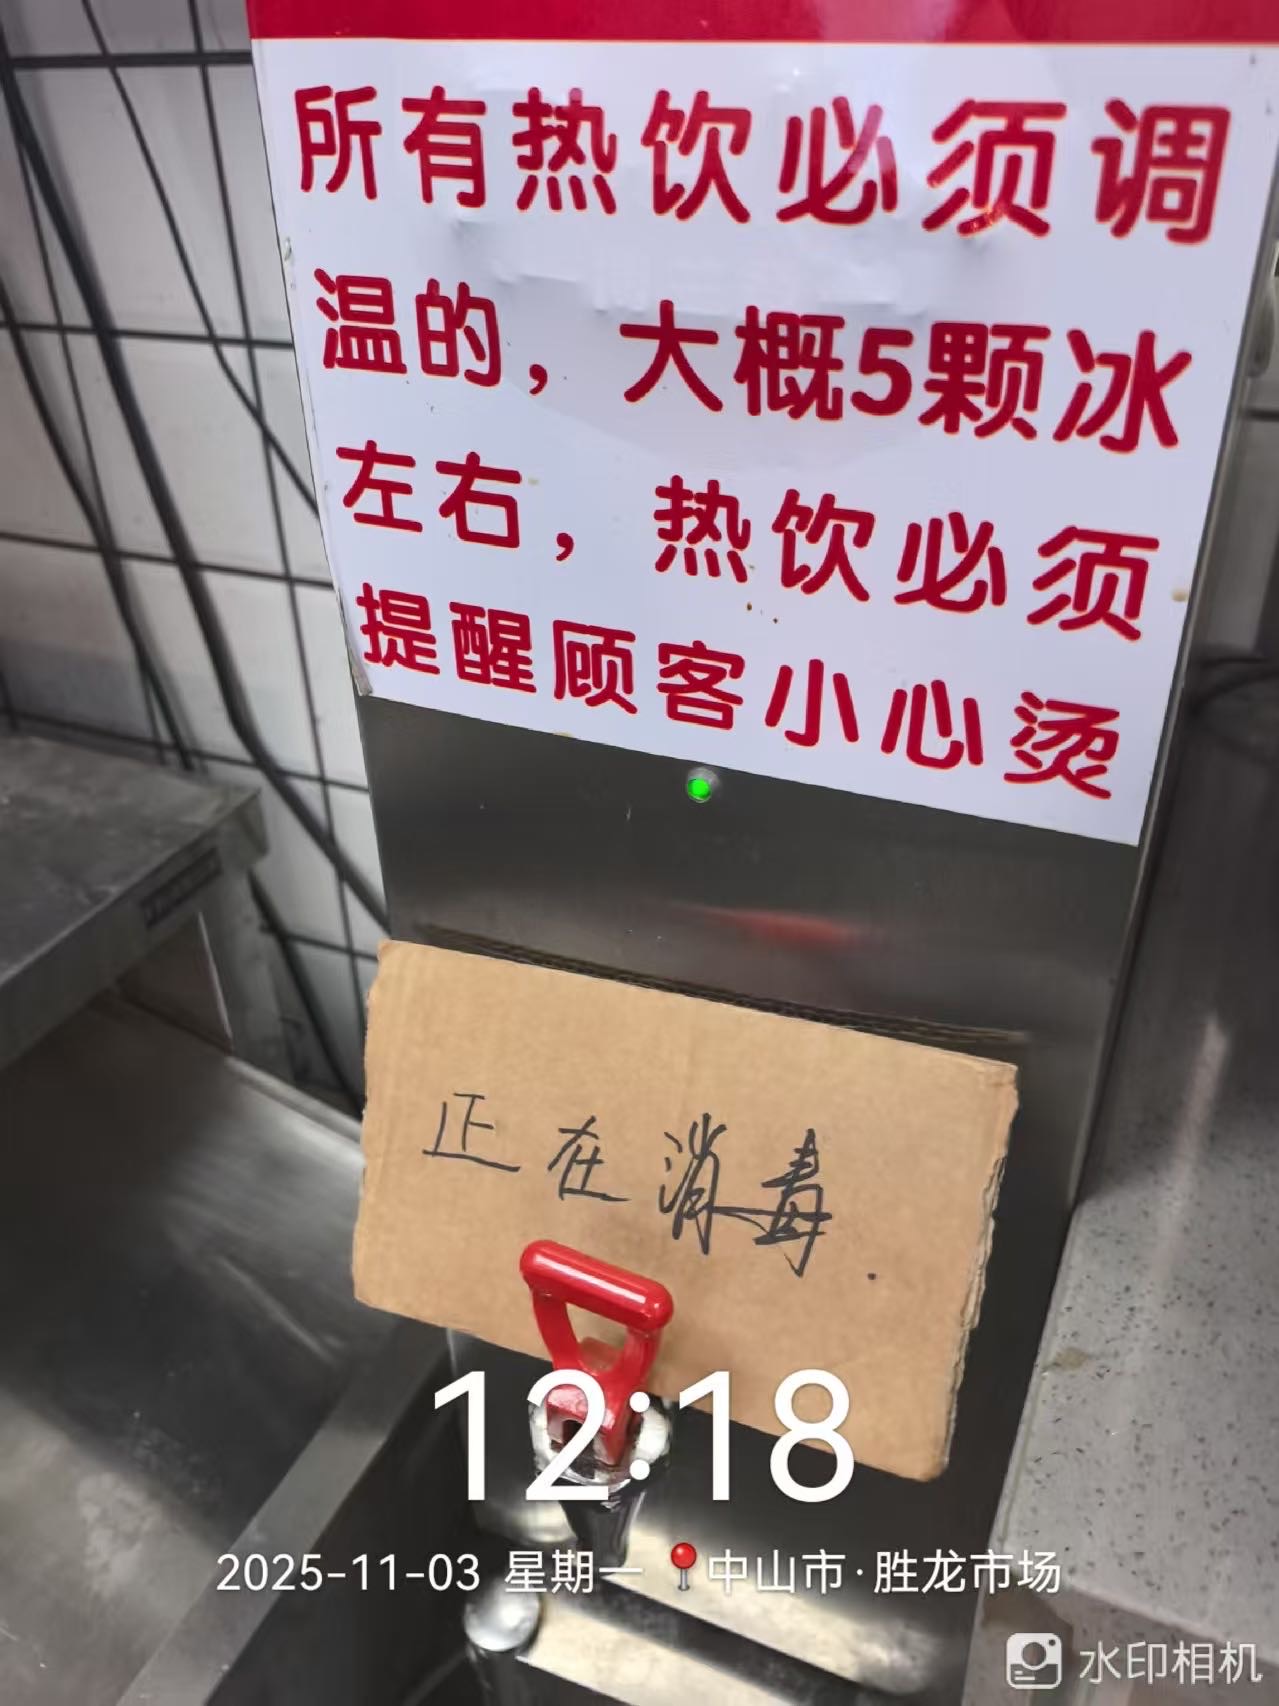 所有热饮必须调
温的，大概5颗冰
左右，热饮必须
提醒顾客小心烫
正在消毒.
12:18
2025-11-03 星期一 📍中山市·胜龙市场
水印相机